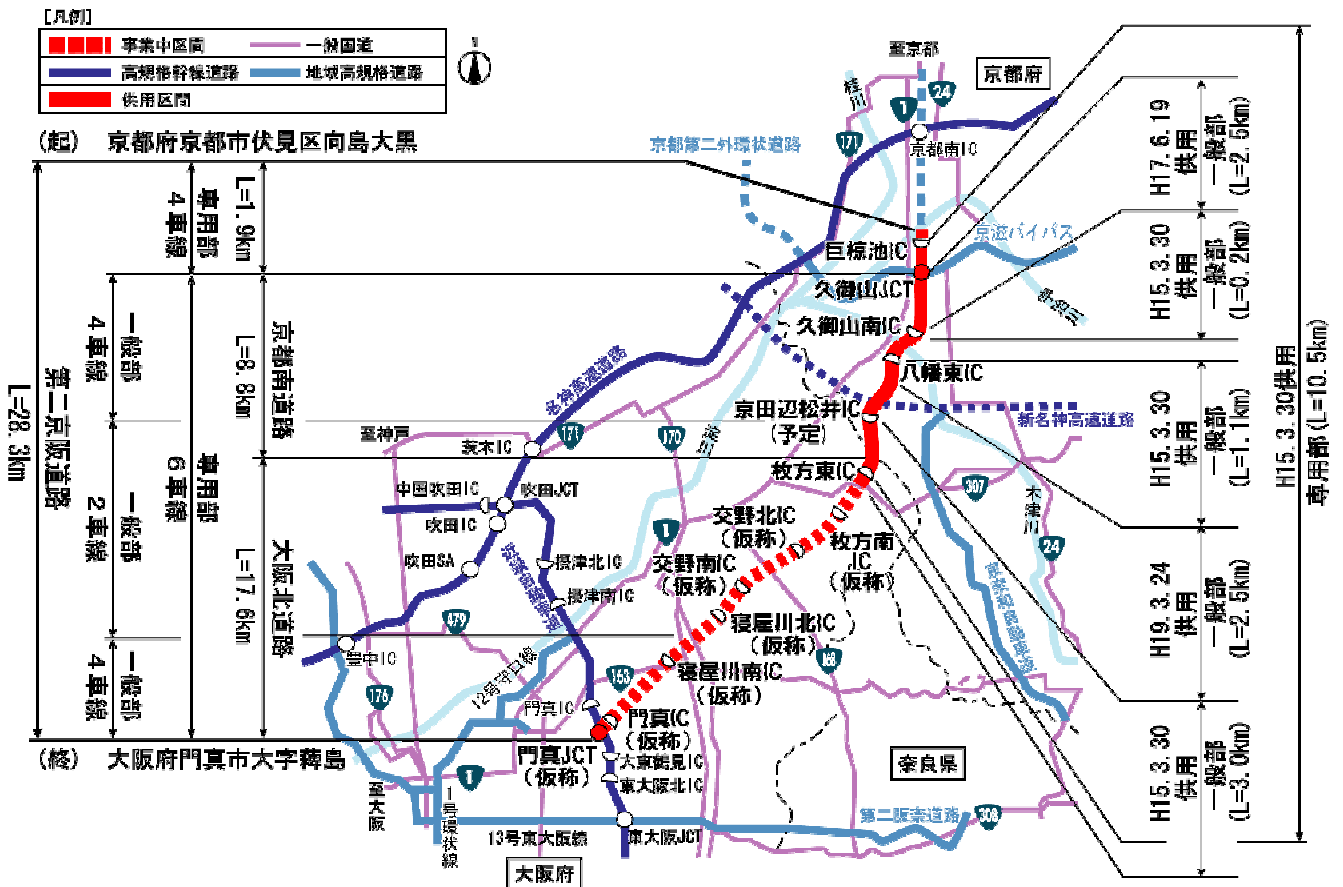 [凡例]
事業中区間
一般国道
高規格幹線道路
地域高規格道路
供用区間
(起) 京都府京都市伏見区向島大黒
至京都
京都府
1
24
171
桂川
京都南IC
京都第二外環状道路
京滋バイパス
巨椋池IC
久御山JCT
宇治川
久御山南IC
八幡東IC
京田辺松井IC
(予定)
新名神高速道路
枚方東IC
名神高速道路
至神戸
茨木IC
171
170
淀川
307
木津川
24
中国吹田IC
吹田JCT
吹田IC
吹田SA
摂津北IC
摂津南IC
近畿自動車道
1
交野北IC
(仮称)
枚方南
IC
(仮称)
交野南IC
(仮称)
寝屋川北IC
(仮称)
寝屋川南IC
(仮称)
479
163
168
豊中IC
176
12号守口線
門真IC
門真IC
(仮称)
門真JCT
(仮称)
大東鶴見IC
東大阪北IC
奈良県
(終) 大阪府門真市大字薭島
1
至大阪
1号環状線
13号東大阪線
東大阪JCT
第二阪奈道路
308
大阪府
第二京阪道路
L=28.3km
一般部
4車線
一般部
2車線
一般部
4車線
専用部
4車線
専用部
6車線
L=1.9km
京都南道路
L=8.8km
大阪北道路
L=17.6km
H17.6.19
供用
一般部
(L=2.5km)
H15.3.30
供用
一般部
(L=0.2km)
H15.3.30
供用
一般部
(L=1.1km)
H19.3.24
供用
一般部
(L=2.5km)
H15.3.30
供用
一般部
(L=3.0km)
H15.3.30供用
専用部(L=10.5km)